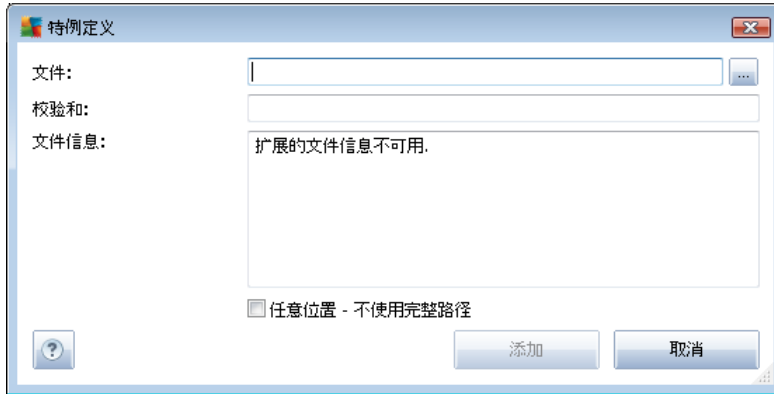 特例定义
文件:
...
校验和:
文件信息:
扩展的文件信息不可用.
任意位置 - 不使用完整路径
?
添加
取消